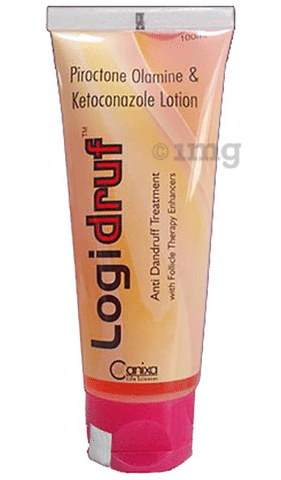 100ml
Piroctone Olamine &
Ketoconazole Lotion
©1mg
Logidruf™
Anti Dandruff Treatment
with Follicle Therapy Enhancers
Canixa
Life Sciences